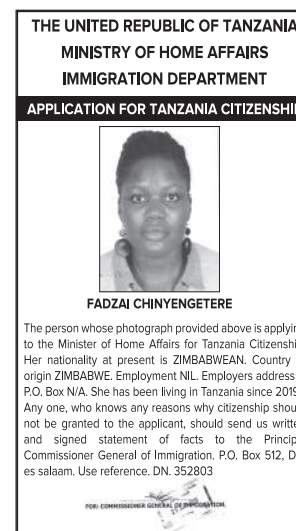 THE UNITED REPUBLIC OF TANZANIA
MINISTRY OF HOME AFFAIRS
IMMIGRATION DEPARTMENT
APPLICATION FOR TANZANIA CITIZENSHI
FADZAI CHINYENGETERE
The person whose photograph provided above is applyin
to the Minister of Home Affairs for Tanzania Citizenshi
Her nationality at present is ZIMBABWEAN. Country
origin ZIMBABWE. Employment NIL. Employers address
P.O. Box N/A. She has been living in Tanzania since 2019
Any one, who knows any reasons why citizenship shou
not be granted to the applicant, should send us writte
and signed statement of facts to the Princip
Commissioner General of Immigration. P.O. Box 512, D
es salaam. Use reference. DN. 352803
FOR: COMMISSIONER GENERAL OF IMMIGRATION.